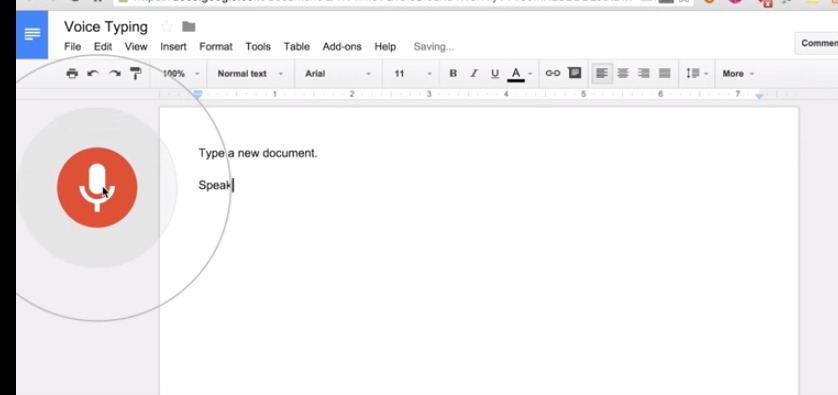 Voice Typing
File Edit View Insert Format Tools Table Add-ons Help Saving...
Commen
100% Normal text Arial 11 B I U A More
1 2 3 4 5 6 7
Type a new document.
Speak